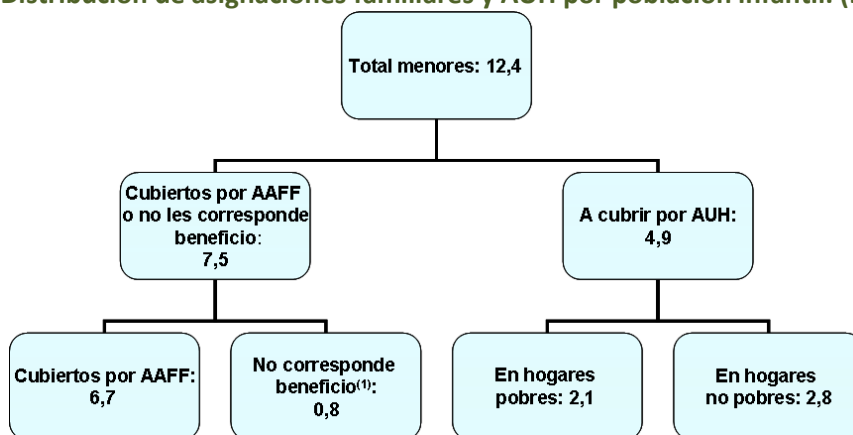 Distribución de asignaciones familiares y AUH por población infantil. (
Total menores: 12,4
Cubiertos por AAFF
o no les corresponde
beneficio:
7,5
A cubrir por AUH:
4,9
Cubiertos por AAFF:
6,7
No corresponde
beneficio(1):
0,8
En hogares
pobres: 2,1
En hogares
no pobres: 2,8